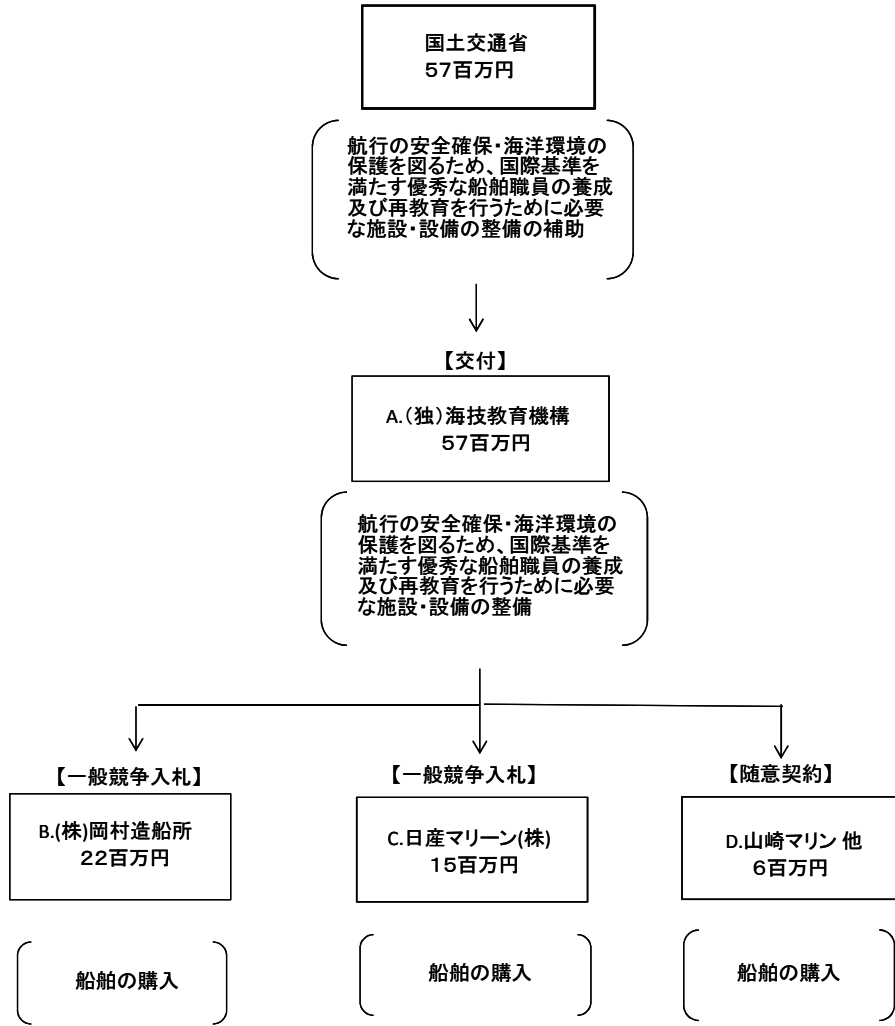 国土交通省
57百万円
航行の安全確保・海洋環境の
保護を図るため、国際基準を
満たす優秀な船舶職員の養成
及び再教育を行うために必要
な施設・設備の整備の補助
【交付】
A.(独)海技教育機構
57百万円
航行の安全確保・海洋環境の
保護を図るため、国際基準を
満たす優秀な船舶職員の養成
及び再教育を行うために必要
な施設・設備の整備
【一般競争入札】
B.(株)岡村造船所
22百万円
船舶の購入
【一般競争入札】
C.日産マリーン(株)
15百万円
船舶の購入
【随意契約】
D.山崎マリン 他
6百万円
船舶の購入